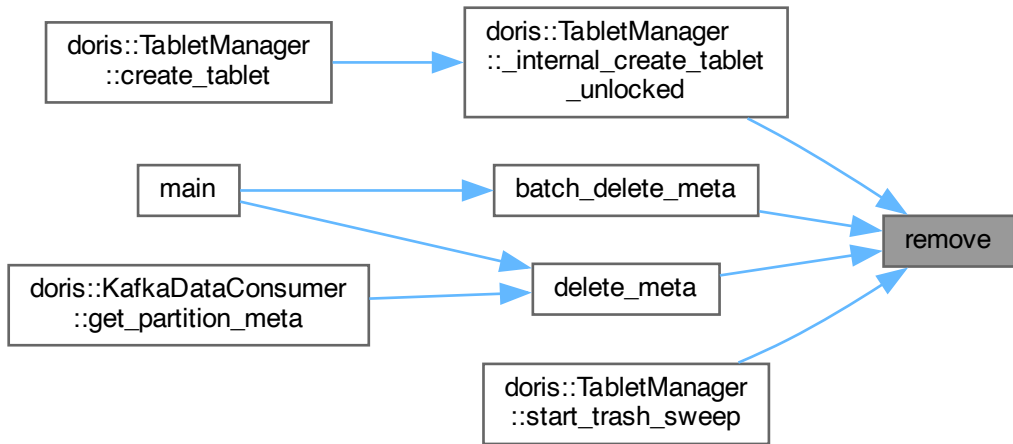 doris::TabletManager
::create_tablet
doris::TabletManager
::_internal_create_tablet
_unlocked
main
batch_delete_meta
remove
doris::KafkaDataConsumer
::get_partition_meta
delete_meta
doris::TabletManager
::start_trash_sweep